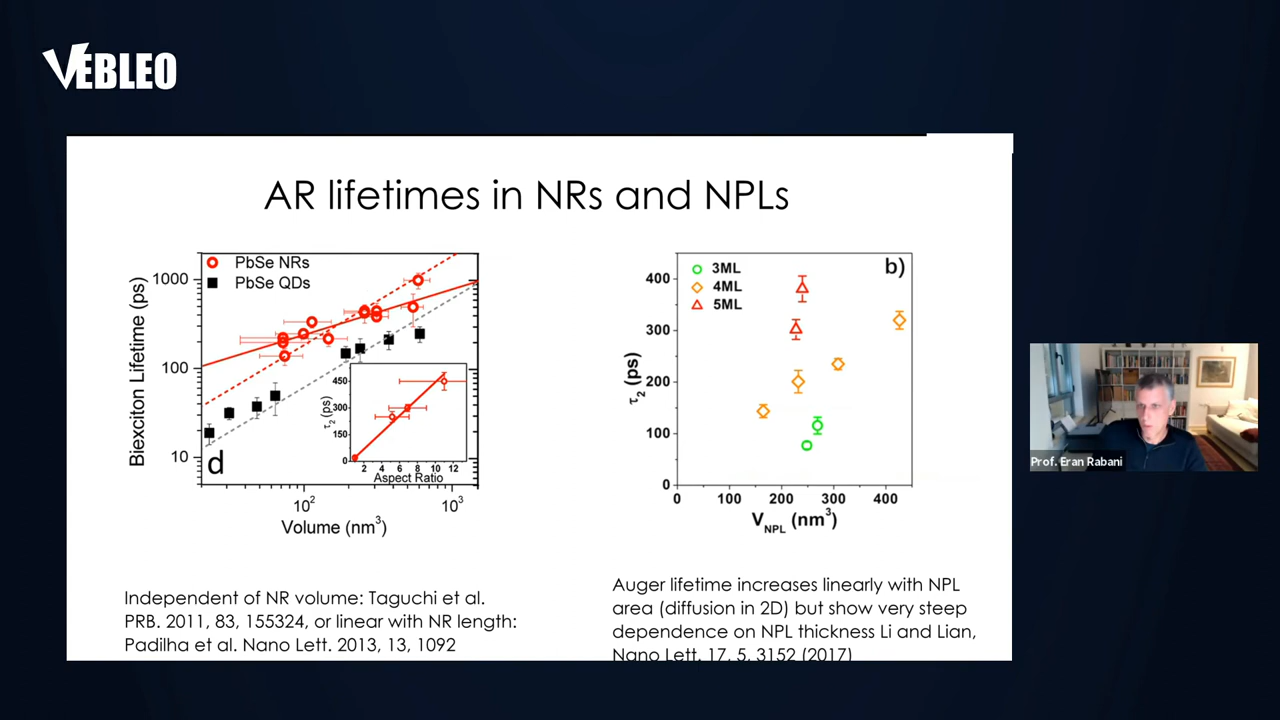 VEBLEO
AR lifetimes in NRs and NPLs
Biexciton Lifetime (ps)
1000
100
10
PbSe NRs
PbSe QDs
d
τ2 (ps)
450
300
150
0
2 4 6 8 10 12
Aspect Ratio
10² 10³
Volume (nm³)
b)
3ML
4ML
5ML
τ2 (ps)
400
300
200
100
0
0 100 200 300 400
VNPL (nm³)
Independent of NR volume: Taguchi et al.
PRB. 2011, 83, 155324, or linear with NR length:
Padilha et al. Nano Lett. 2013, 13, 1092
Auger lifetime increases linearly with NPL
area (diffusion in 2D) but show very steep
dependence on NPL thickness Li and Lian,
Nano Lett. 17, 5, 3152 (2017)
Prof. Eran Rabani